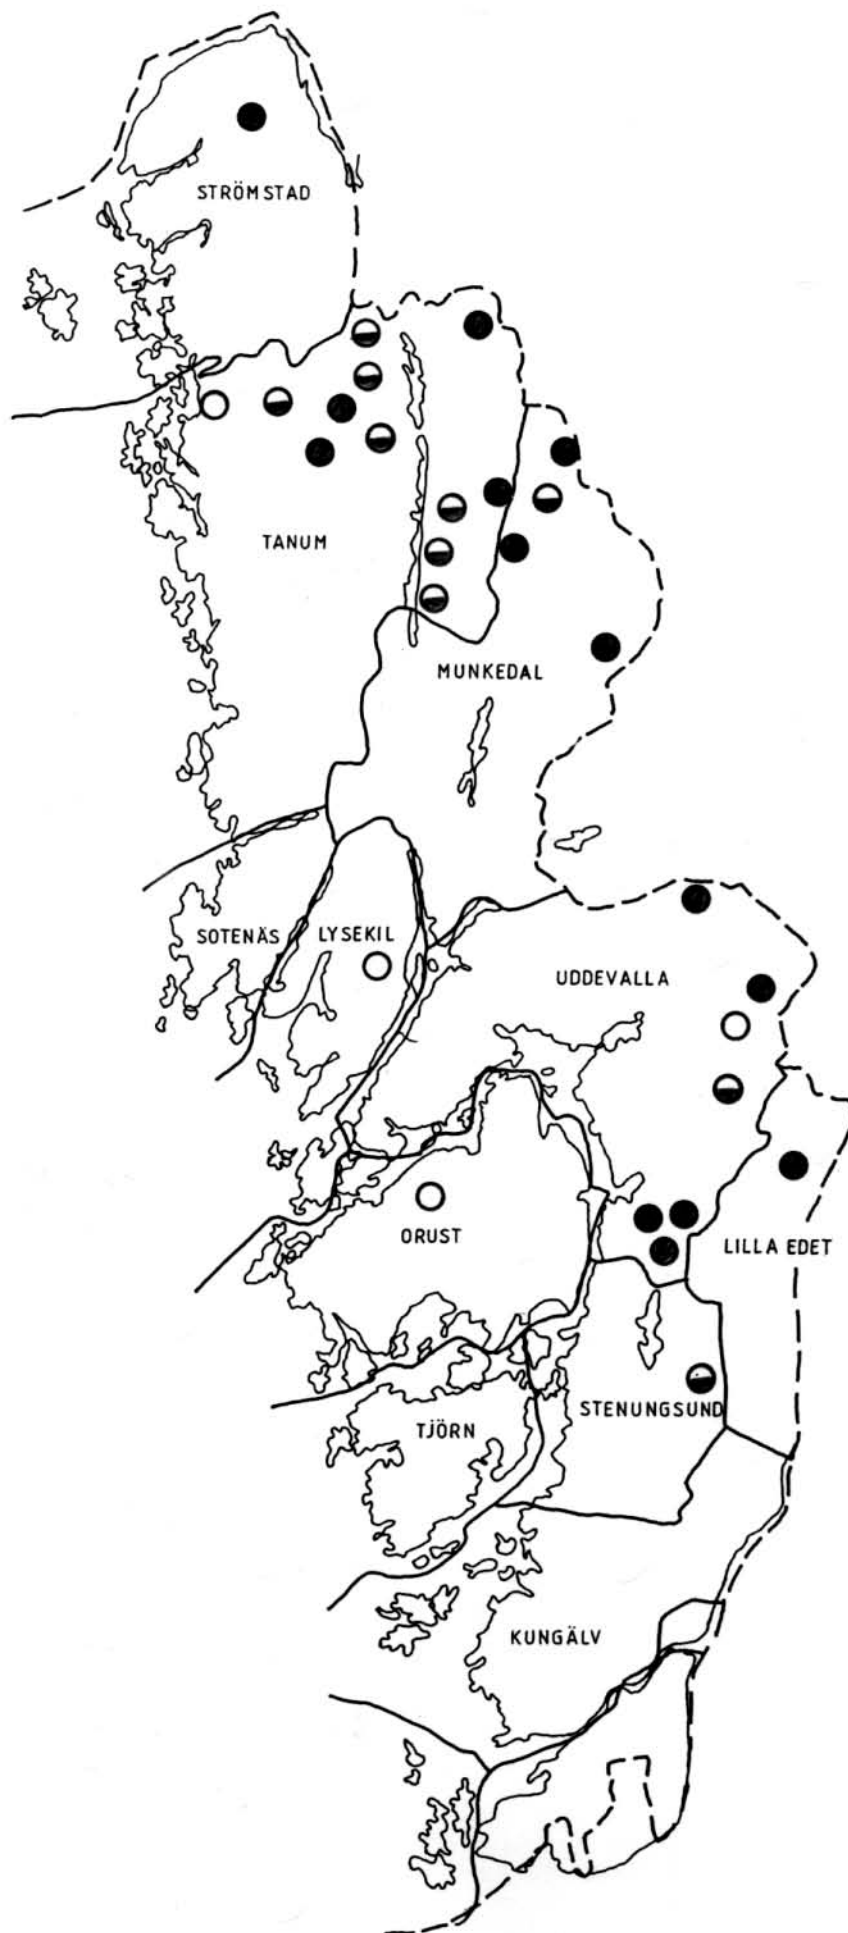 STRÖMSTAD
TANUM
MUNKEDAL
SOTENÄS
LYSEKIL
UDDEVALLA
ORUST
LILLA EDET
STENUNGSUND
TJÖRN
KUNGÄLV